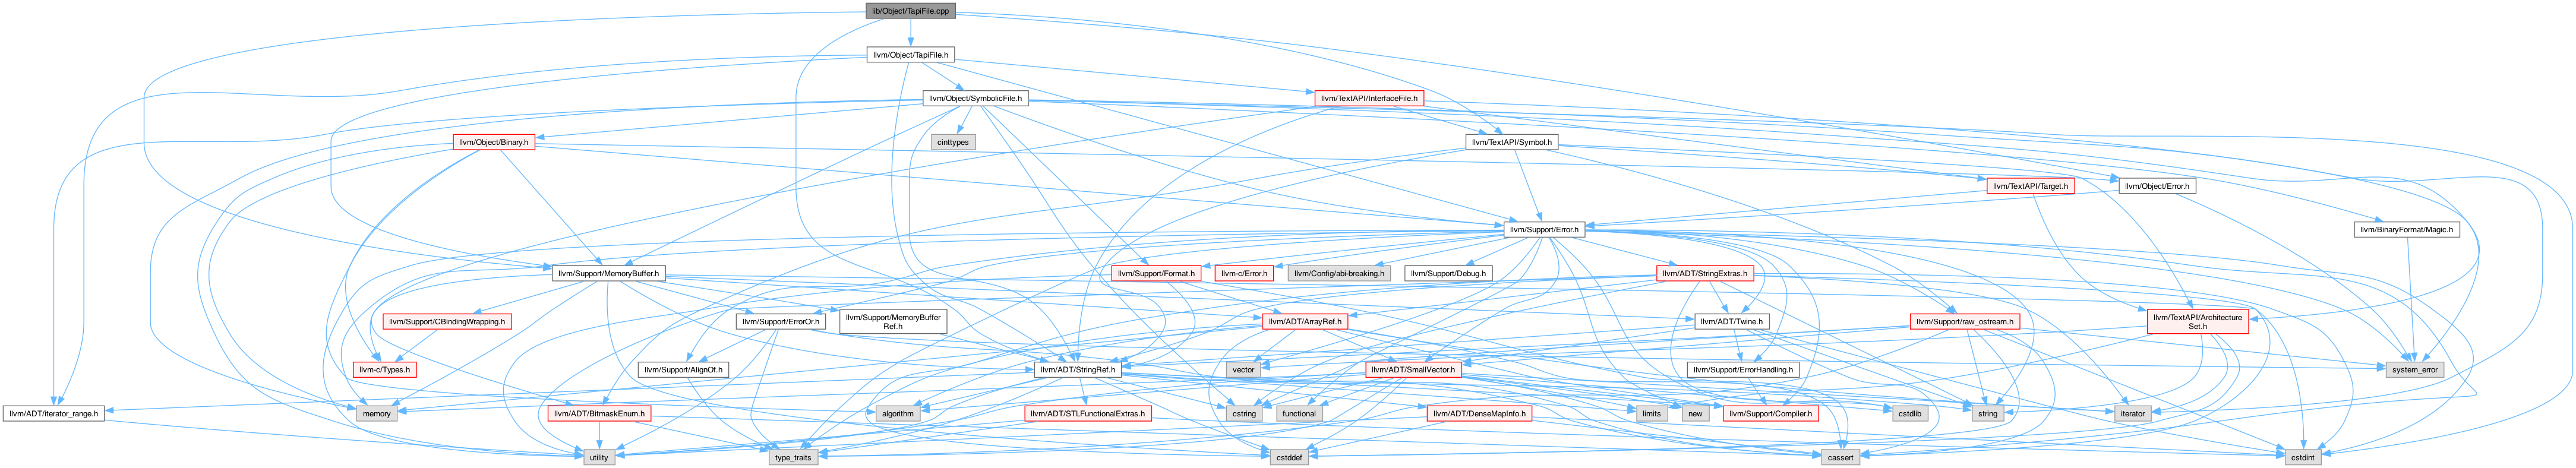 lib/Object/TapiFile.cpp
llvm/Object/TapiFile.h
llvm/Object/SymbolicFile.h
llvm/TextAPI/InterfaceFile.h
llvm/Object/Binary.h
cinttypes
llvm/TextAPI/Symbol.h
llvm/TextAPI/Target.h
llvm/Object/Error.h
llvm/Support/Error.h
llvm/BinaryFormat/Magic.h
llvm/Support/MemoryBuffer.h
llvm/Support/Format.h
llvm-c/Error.h
llvm/Config/abi-breaking.h
llvm/Support/Debug.h
llvm/ADT/StringExtras.h
llvm/Support/CBindingWrapping.h
llvm/Support/ErrorOr.h
llvm/Support/MemoryBuffer
Ref.h
llvm/ADT/ArrayRef.h
llvm/ADT/Twine.h
llvm/Support/raw_ostream.h
llvm/TextAPI/Architecture
Set.h
llvm-c/Types.h
llvm/Support/AlignOf.h
llvm/ADT/StringRef.h
vector
llvm/ADT/SmallVector.h
llvm/Support/ErrorHandling.h
system_error
llvm/ADT/iterator_range.h
memory
llvm/ADT/BitmaskEnum.h
algorithm
llvm/ADT/STLFunctionalExtras.h
cstring
functional
limits
new
llvm/ADT/DenseMapInfo.h
llvm/Support/Compiler.h
cstdlib
string
iterator
utility
type_traits
cstddef
cassert
cstdint